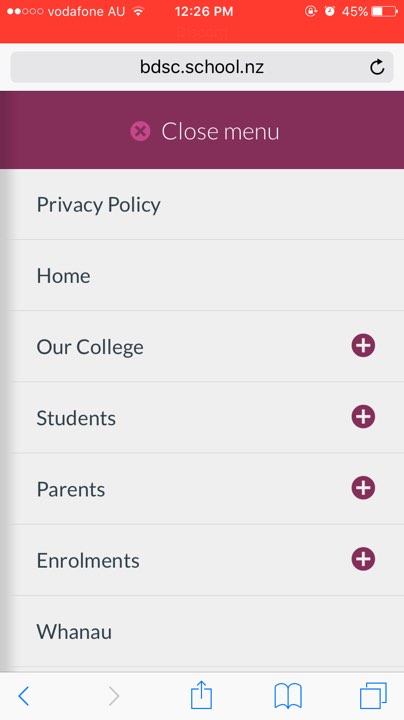 vodafone AU 12:26 PM 45%
bdsc.school.nz
Close menu
Privacy Policy
Home
Our College
Students
Parents
Enrolments
Whanau